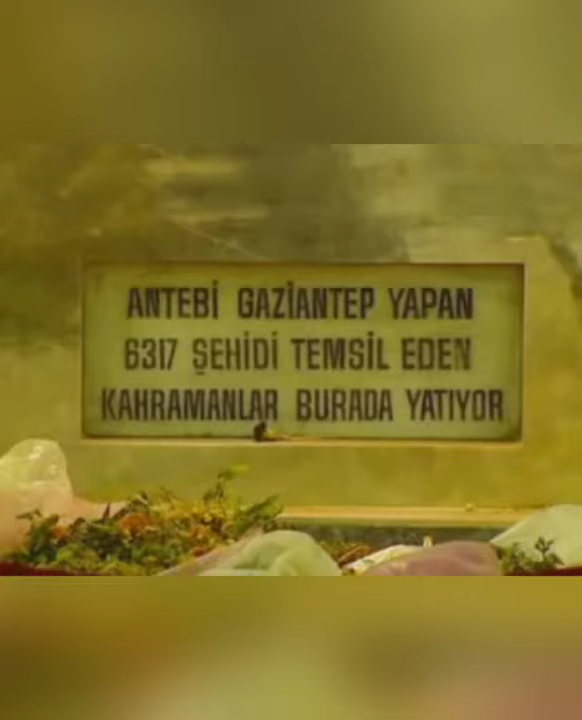 ANTEBİ GAZİANTEP YAPAN
6317 ŞEHİDİ TEMSİL EDEN
KAHRAMANLAR BURADA YATIYOR